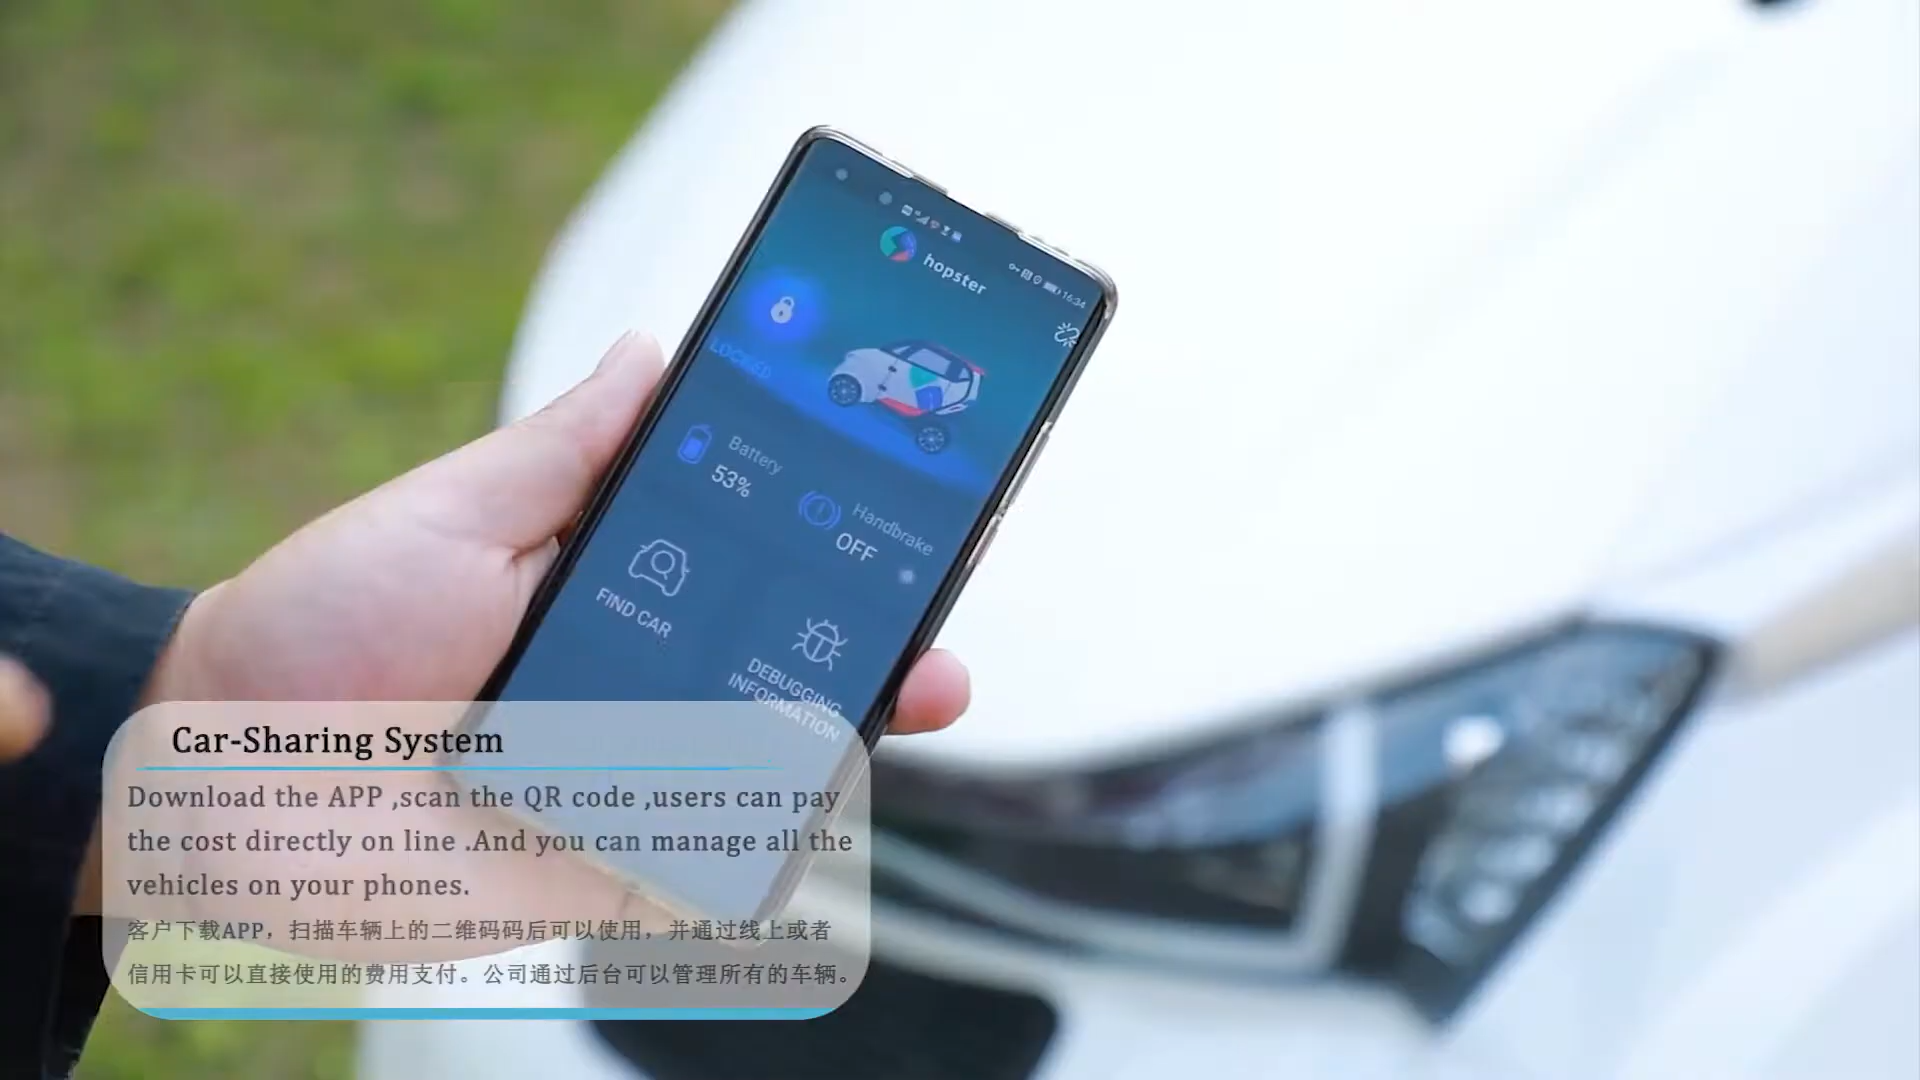 hopster
16:34
LOCKED
Battery
53%
Handbrake
OFF
FIND CAR
DEBUGGING
INFORMATION
Car-Sharing System
Download the APP ,scan the QR code ,users can pay
the cost directly on line .And you can manage all the
vehicles on your phones.
客户下载APP，扫描车辆上的二维码码后可以使用，并通过线上或者
信用卡可以直接使用的费用支付。公司通过后台可以管理所有的车辆。